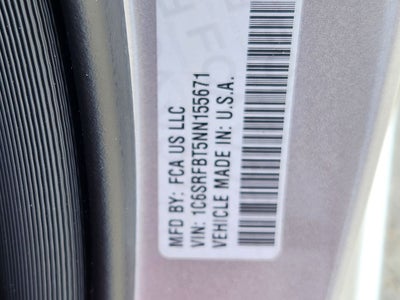 MFD BY: FCA US LLC
VIN: 1C6SRFBT5NN155671
VEHICLE MADE IN: U.S.A.